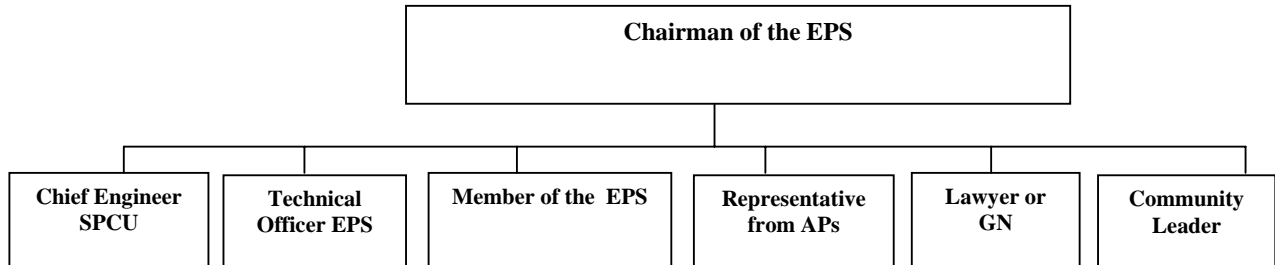 Chairman of the EPS
Chief Engineer
SPCU
Technical
Officer EPS
Member of the EPS
Representative
from APs
Lawyer or
GN
Community
Leader